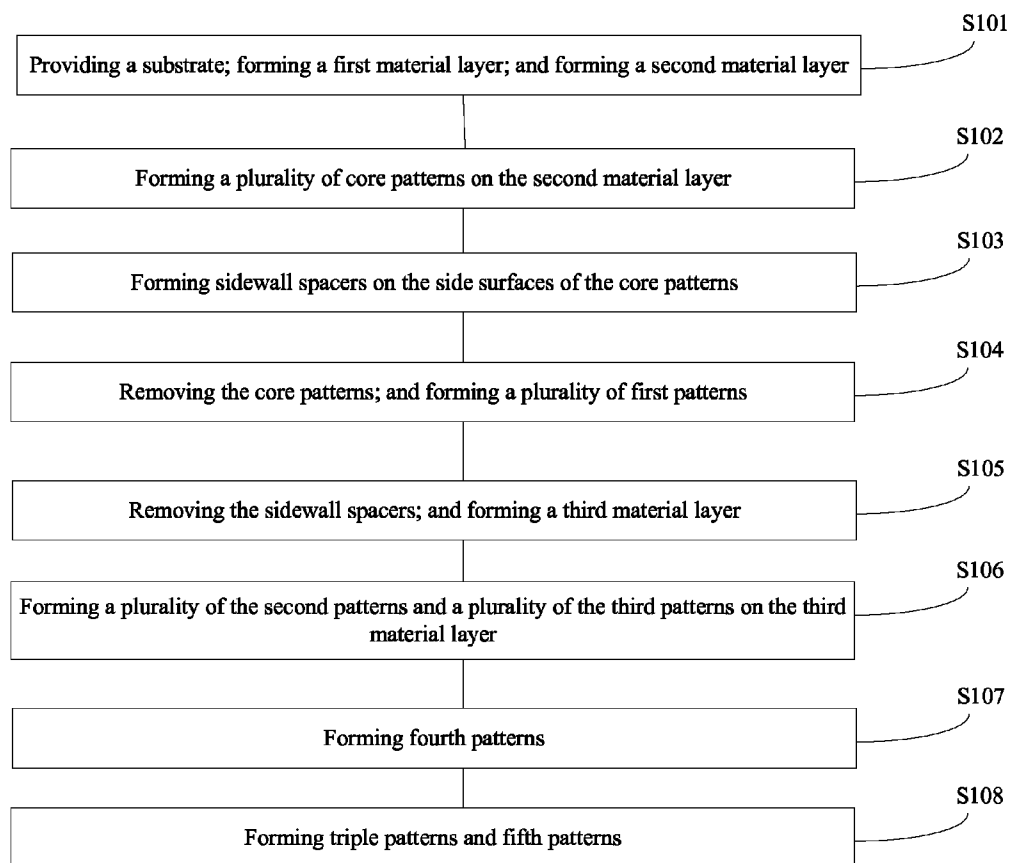 S101
Providing a substrate; forming a first material layer; and forming a second material layer
S102
Forming a plurality of core patterns on the second material layer
S103
Forming sidewall spacers on the side surfaces of the core patterns
S104
Removing the core patterns; and forming a plurality of first patterns
S105
Removing the sidewall spacers; and forming a third material layer
S106
Forming a plurality of the second patterns and a plurality of the third patterns on the third
material layer
S107
Forming fourth patterns
S108
Forming triple patterns and fifth patterns